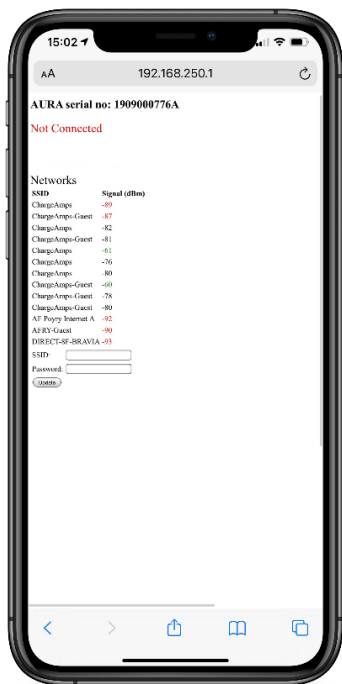 15:02
AA 192.168.250.1
AURA serial no: 1909000776A
Not Connected
Networks
SSID Signal (dBm)
ChargeAmps -89
ChargeAmps-Guest -87
ChargeAmps -82
ChargeAmps-Guest -81
ChargeAmps -61
ChargeAmps -76
ChargeAmps -80
ChargeAmps-Guest -60
ChargeAmps-Guest -78
ChargeAmps-Guest -80
AF Poyry Internet A -92
AFRY-Guest -90
DIRECT-8F-BRAVIA -93
SSID:
Password:
Update